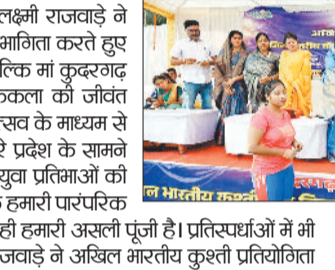 लक्ष्मी राजवाड़े ने
भागिता करते हुए
ल्कि मां कुदरगढ़
ककला की जीवंत
त्सव के माध्यम से
रे प्रदेश के सामने
युवा प्रतिभाओं की
हमारी पारंपरिक
ही हमारी असली पूंजी है। प्रतिस्पर्धाओं में भी
जवाड़े ने अखिल भारतीय कुश्ती प्रतियोगिता
भारतीय कुश्ती